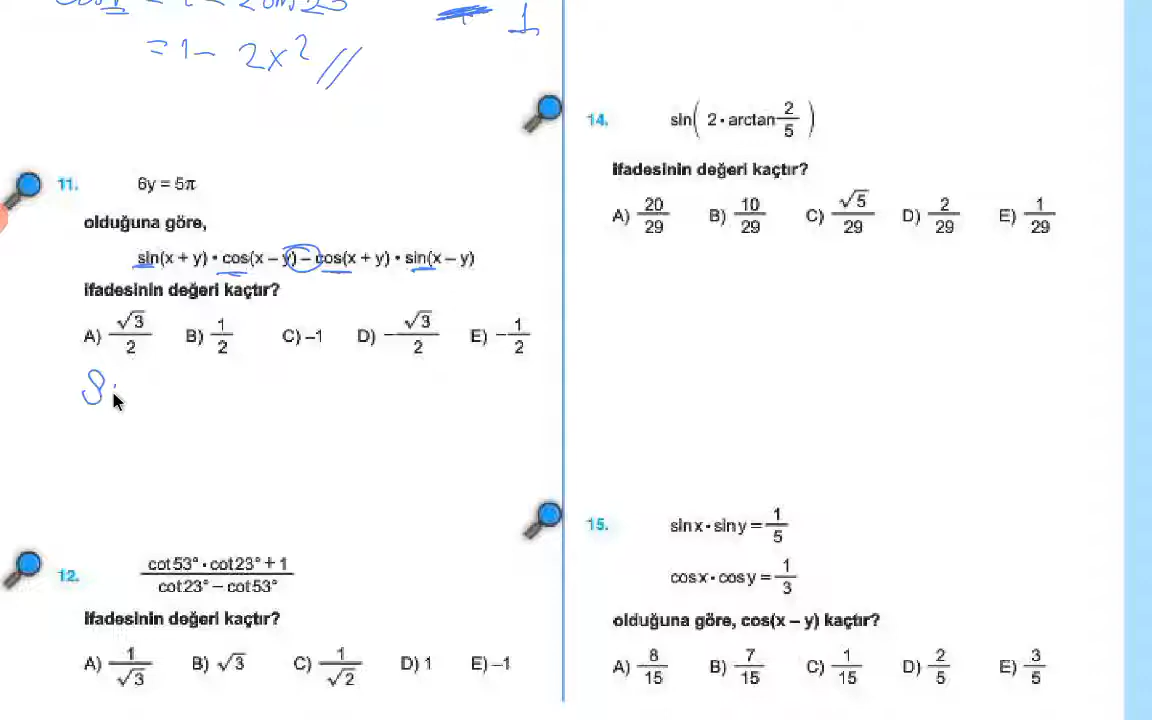 = 1 - 2x² //
1
11. 6y = 5π
olduğuna göre,
sin(x + y) • cos(x – y) – cos(x + y) • sin(x – y)
ifadesinin değeri kaçtır?
A) √3/2 B) 1/2 C) –1 D) –√3/2 E) –1/2
12. cot53° • cot23° + 1
cot23° – cot53°
ifadesinin değeri kaçtır?
A) 1/√3 B) √3 C) 1/√2 D) 1 E) –1
14. sin( 2 • arctan 2/5 )
ifadesinin değeri kaçtır?
A) 20/29 B) 10/29 C) √5/29 D) 2/29 E) 1/29
15. sinx • siny = 1/5
cosx • cosy = 1/3
olduğuna göre, cos(x – y) kaçtır?
A) 8/15 B) 7/15 C) 1/15 D) 2/5 E) 3/5